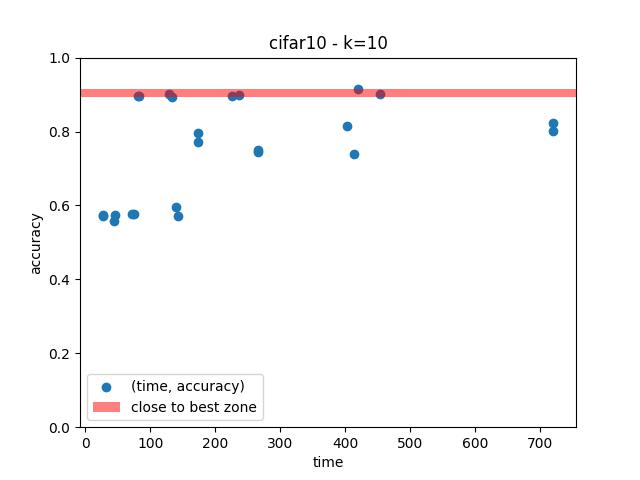 cifar10 - k=10
1.0
0.8
0.6
0.4
0.2
0.0
accuracy
(time, accuracy)
close to best zone
0 100 200 300 400 500 600 700
time